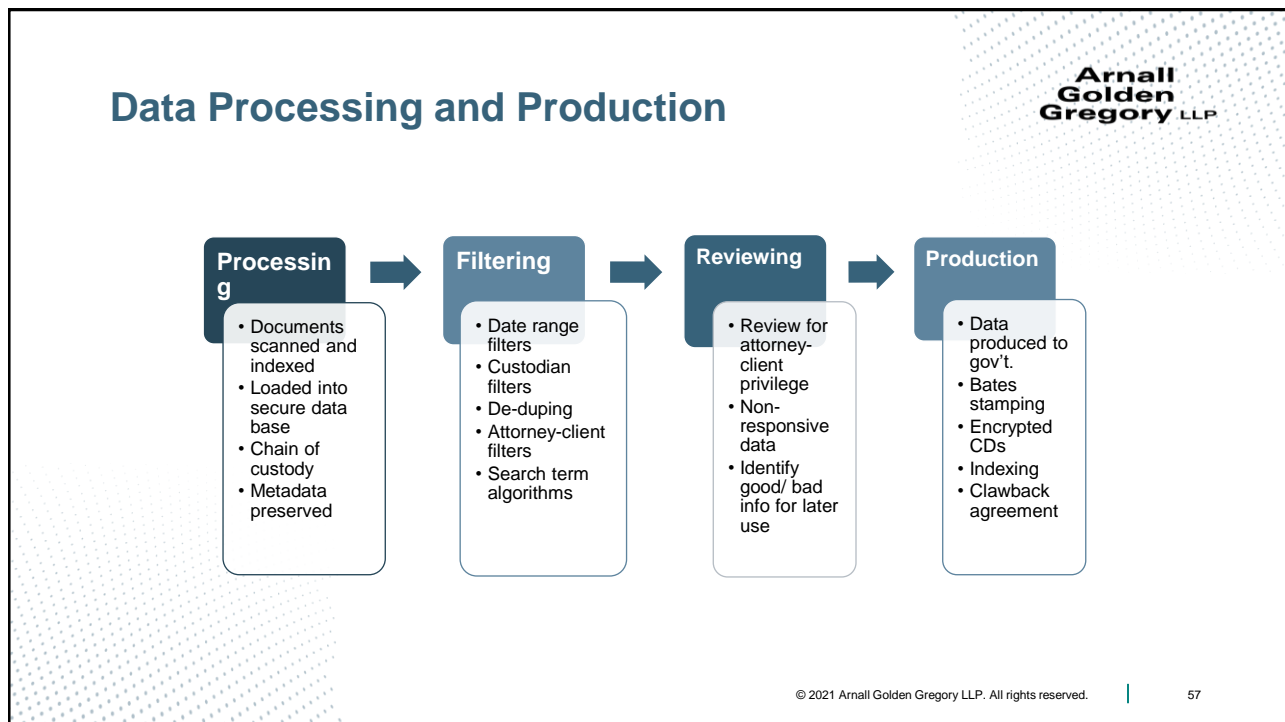 Data Processing and Production
Arnall
Golden
Gregory LLP
Processin
g
• Documents
scanned and
indexed
• Loaded into
secure data
base
• Chain of
custody
• Metadata
preserved
Filtering
• Date range
filters
• Custodian
filters
• De-duping
• Attorney-client
filters
• Search term
algorithms
Reviewing
• Review for
attorney-
client
privilege
• Non-
responsive
data
• Identify
good/ bad
info for later
use
Production
• Data
produced to
gov’t.
• Bates
stamping
• Encrypted
CDs
• Indexing
• Clawback
agreement
© 2021 Arnall Golden Gregory LLP. All rights reserved.
57